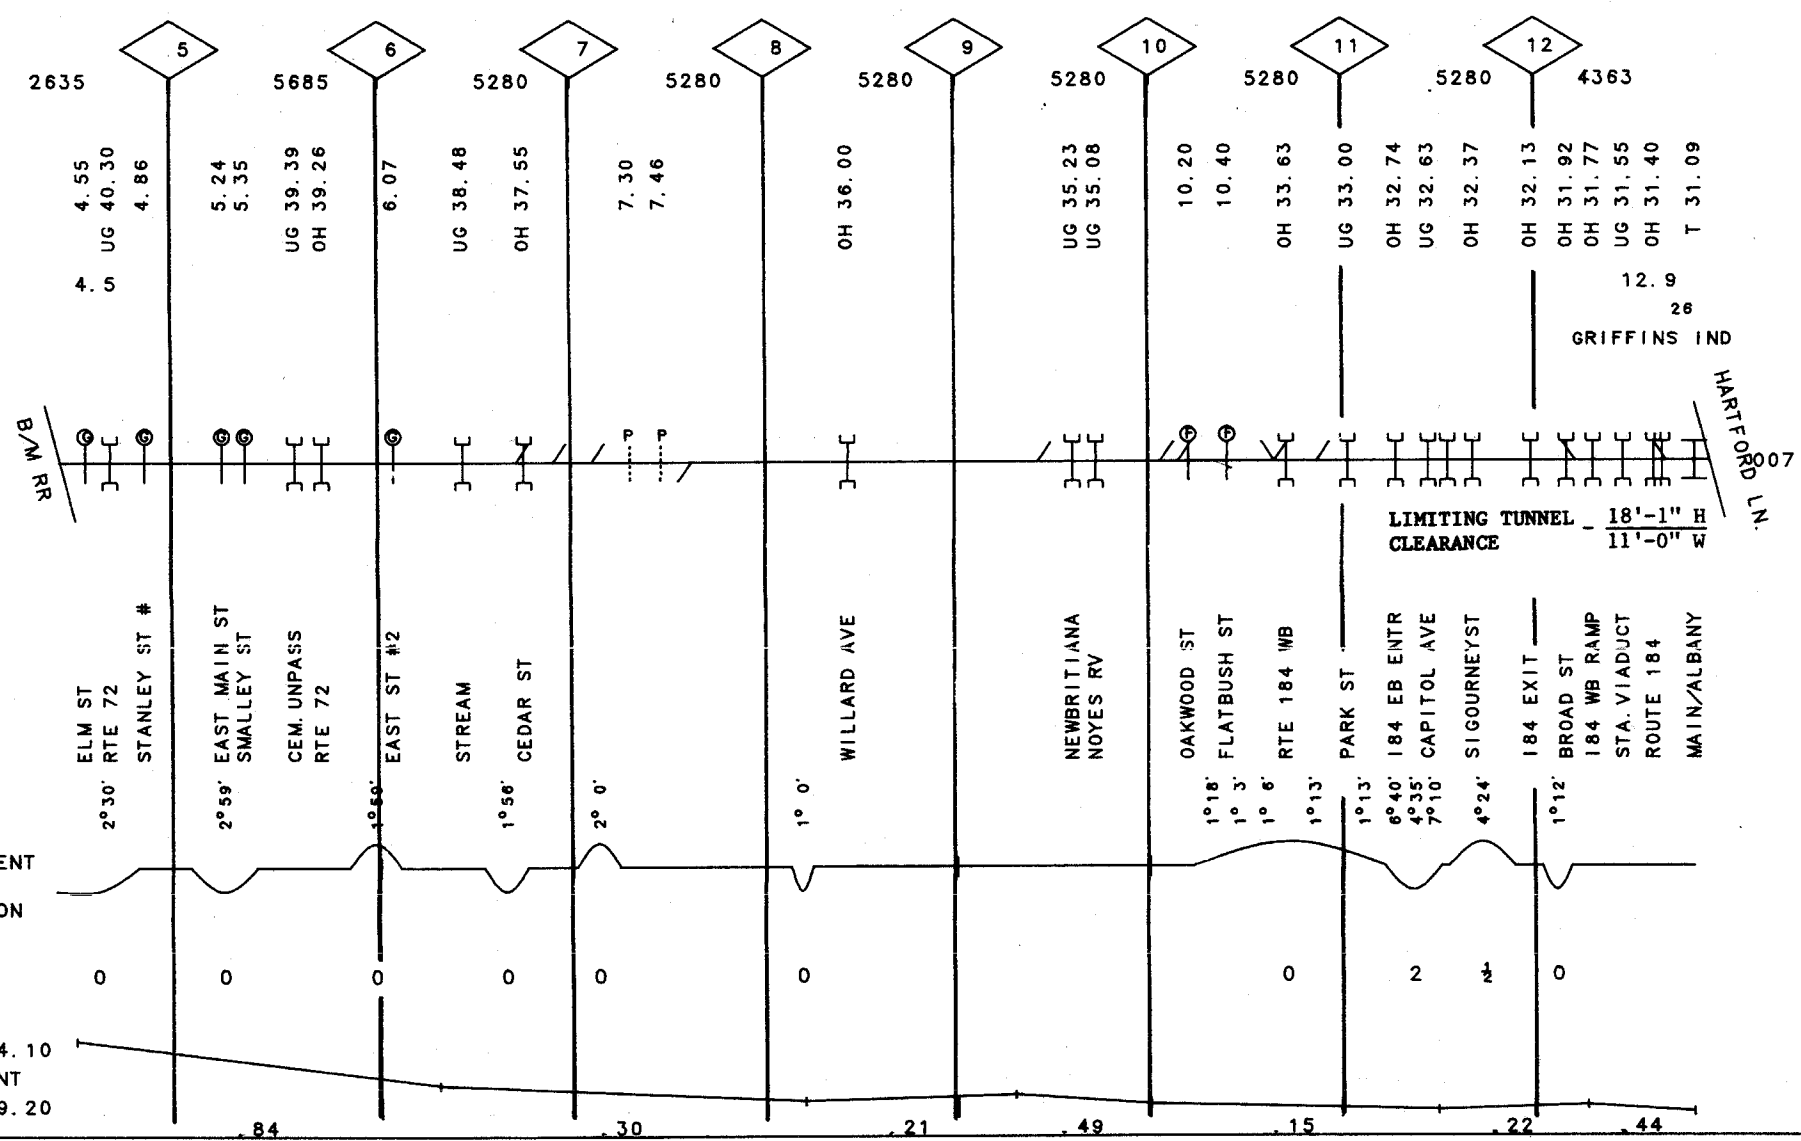 5 6 7 8 9 10 11 12
2635 5685 5280 5280 5280 5280 5280 5280 4363
4.55
UG 40.30
4.86
5.24
5.35
UG 39.39
OH 39.26
6.07
UG 38.48
OH 37.55
7.30
7.46
OH 36.00
UG 35.23
UG 35.08
10.20
10.40
OH 33.63
UG 33.00
OH 32.74
UG 32.63
OH 32.37
OH 32.13
OH 31.92
OH 31.77
UG 31.55
OH 31.40
T 31.09
4.5
12.9
26
GRIFFINS IND
B/M RR
G G G G G P P F F
HARTFORD LN.
007
LIMITING TUNNEL CLEARANCE - 18'-1" H
11'-0" W
ELM ST
RTE 72
STANLEY ST #
EAST MAIN ST
SMALLEY ST
CEM. UNPASS
RTE 72
EAST ST #2
STREAM
CEDAR ST
WILLARD AVE
NEWBRITIANA
NOYES RV
OAKWOOD ST
FLATBUSH ST
RTE 184 WB
PARK ST
184 EB ENTR
CAPITOL AVE
SIGOURNEYST
184 EXIT
BROAD ST
184 WB RAMP
STA. VIADUCT
ROUTE 184
MAIN/ALBANY
2°30'
2°59'
1°59'
1°56'
2° 0'
1° 0'
1°18'
1° 3'
1° 6'
1°13'
1°13'
6°40'
4°35'
7°10'
4°24'
1°12'
ENT
ON
0 0 0 0 0 0 0 2 ½ 0
4.10
NT
9.20
.84 .30 .21 .49 .15 .22 .44